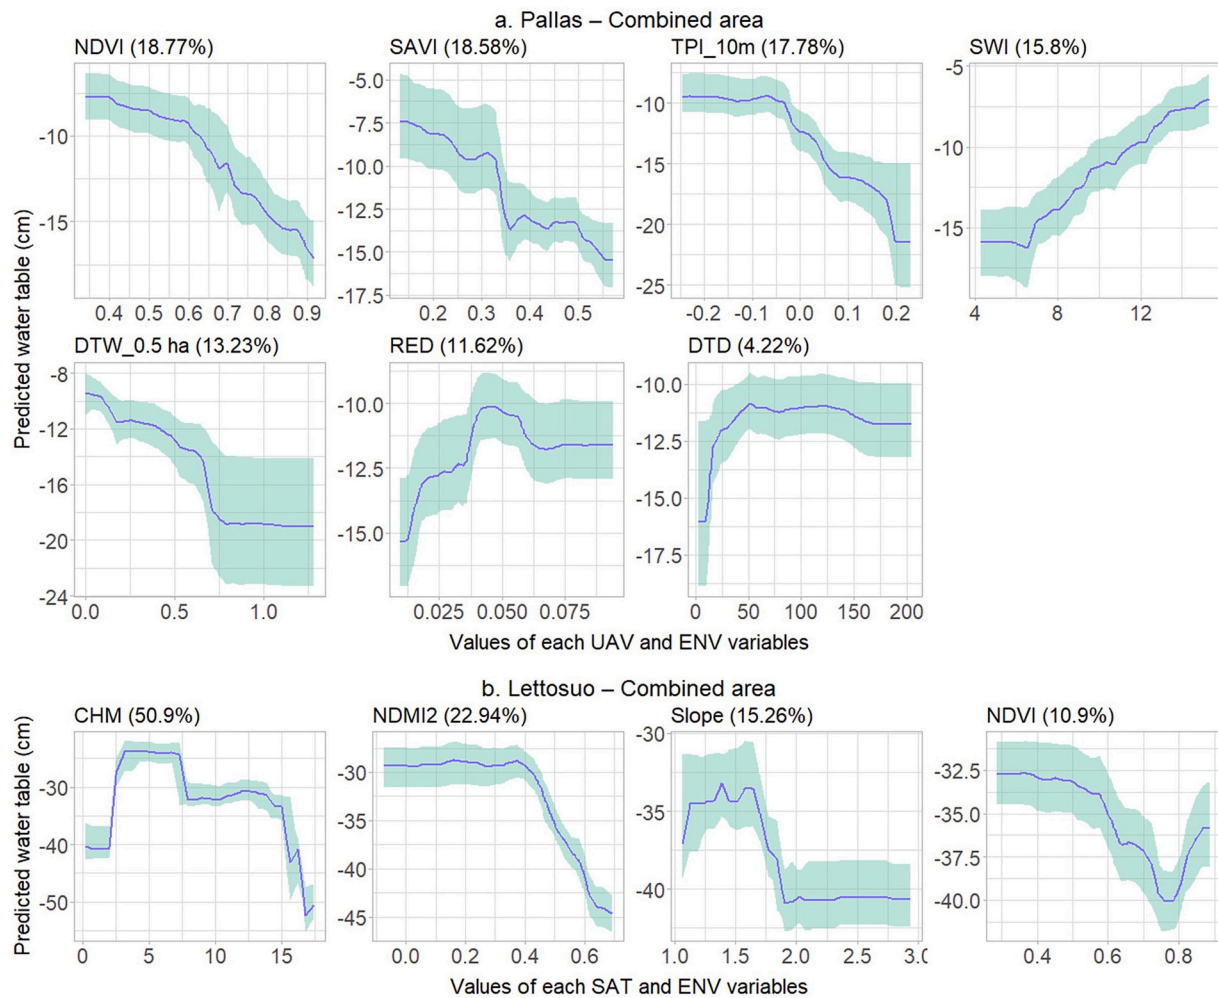 a. Pallas – Combined area
NDVI (18.77%) SAVI (18.58%) TPI_10m (17.78%) SWI (15.8%)
-10
-15
0.4 0.5 0.6 0.7 0.8 0.9
-5.0
-7.5
-10.0
-12.5
-15.0
-17.5
0.2 0.3 0.4 0.5
-10
-15
-20
-25
-0.2 -0.1 0.0 0.1 0.2
-5
-10
-15
4 8 12
Predicted water table (cm)
DTW_0.5 ha (13.23%) RED (11.62%) DTD (4.22%)
-8
-12
-16
-20
-24
0.0 0.5 1.0
-10.0
-12.5
-15.0
0.025 0.050 0.075
-10.0
-12.5
-15.0
-17.5
0 50 100 150 200
Values of each UAV and ENV variables
b. Lettosuo – Combined area
CHM (50.9%) NDMI2 (22.94%) Slope (15.26%) NDVI (10.9%)
Predicted water table (cm)
-30
-40
-50
0 5 10 15
-30
-35
-40
-45
0.0 0.2 0.4 0.6
-30
-35
-40
1.0 1.5 2.0 2.5 3.0
-32.5
-35.0
-37.5
-40.0
0.4 0.6 0.8
Values of each SAT and ENV variables